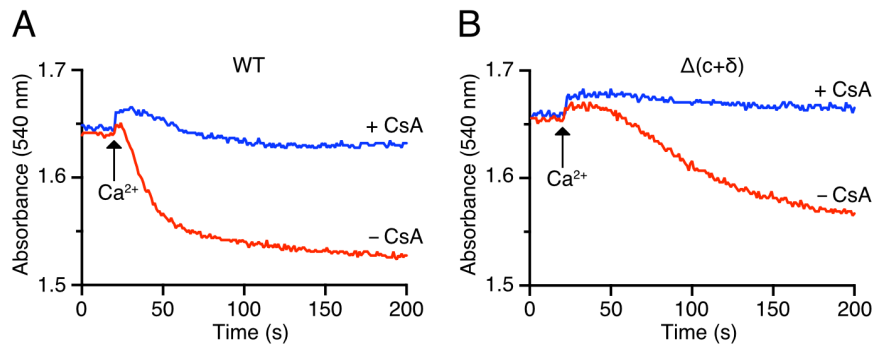 A
WT
Absorbance (540 nm)
1.7
1.6
1.5
+ CsA
Ca²⁺
– CsA
0
50
100
150
200
Time (s)
B
Δ(c+δ)
Absorbance (540 nm)
1.7
1.6
1.5
+ CsA
Ca²⁺
– CsA
0
50
100
150
200
Time (s)